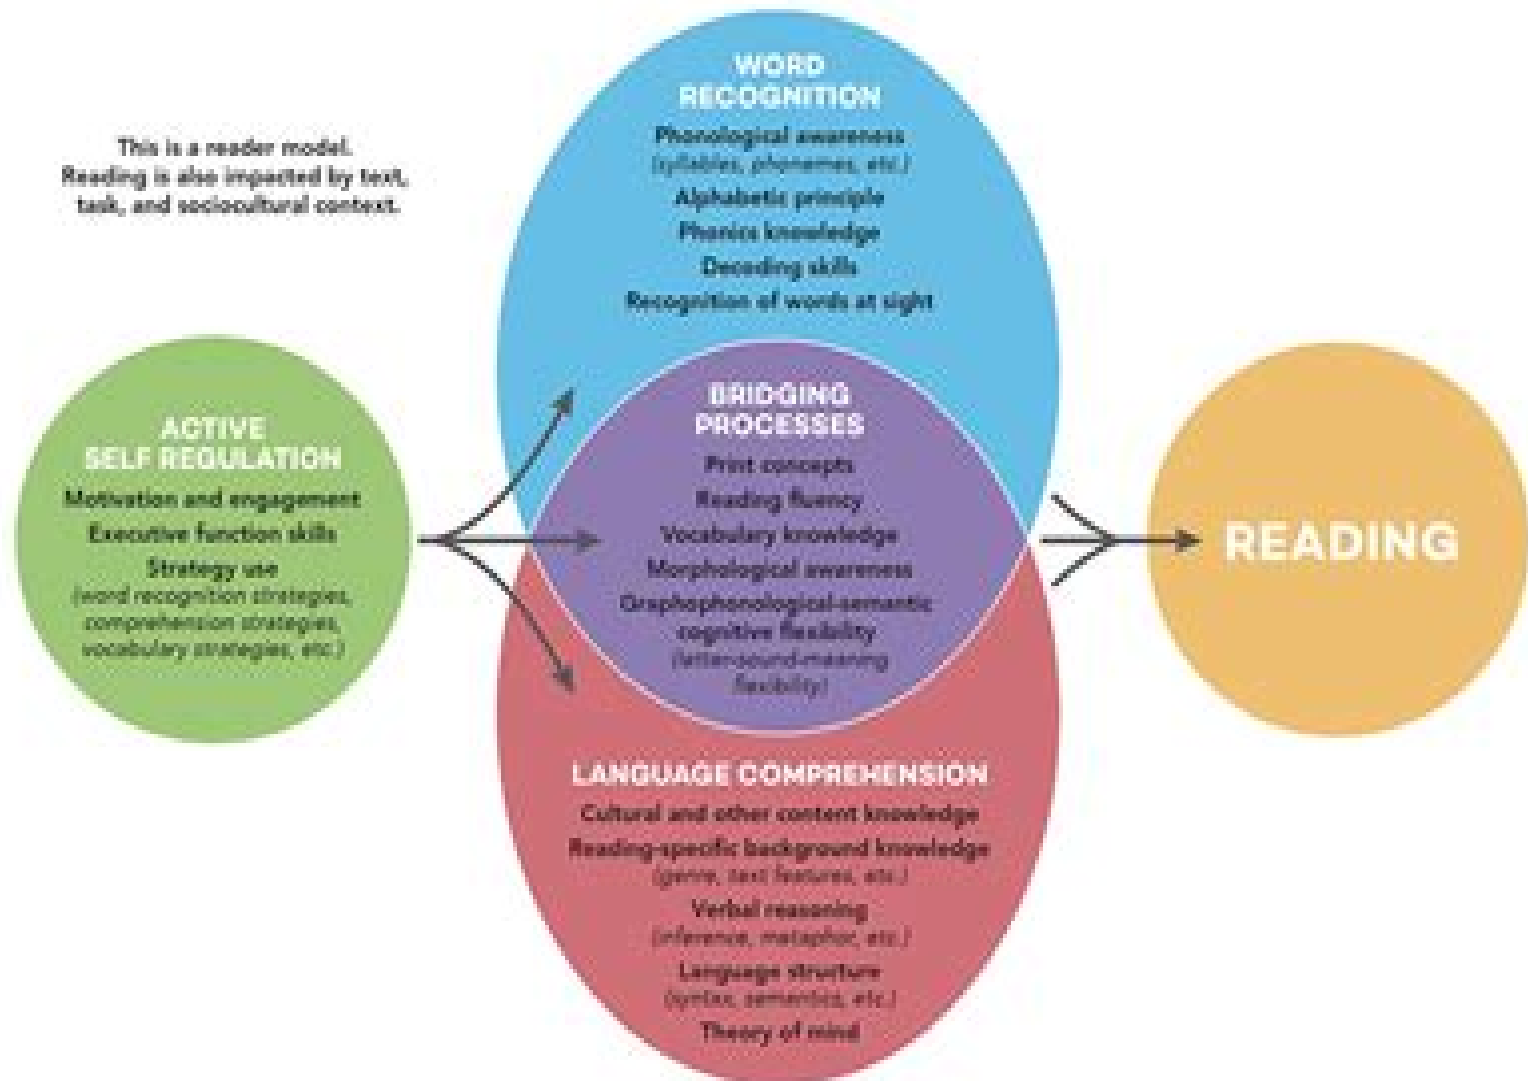 This is a reader model.
Reading is also impacted by text,
task, and sociocultural context.
ACTIVE
SELF REGULATION
Motivation and engagement
Executive function skills
Strategy use
(word recognition strategies,
comprehension strategies,
vocabulary strategies, etc.)
WORD
RECOGNITION
Phonological awareness
(syllables, phonemes, etc.)
Alphabetic principle
Phonics knowledge
Decoding skills
Recognition of words at sight
BRIDGING
PROCESSES
Print concepts
Reading fluency
Vocabulary knowledge
Morphological awareness
Graphophonological-semantic
cognitive flexibility
(letter-sound-meaning
flexibility)
LANGUAGE COMPREHENSION
Cultural and other content knowledge
Reading-specific background knowledge
(genre, text features, etc.)
Verbal reasoning
(inference, metaphor, etc.)
Language structure
(syntax, semantics, etc.)
Theory of mind
READING